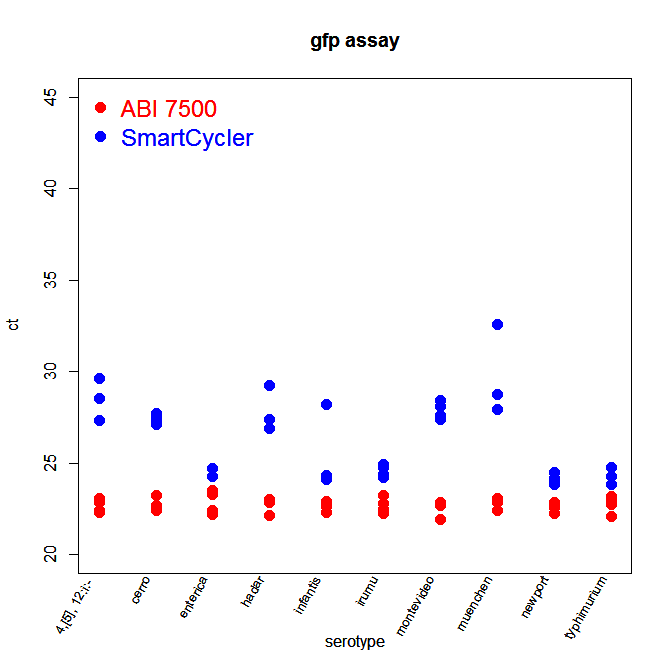 gfp assay
ABI 7500
SmartCycler
45
40
35
30
25
20
ct
4,[5], 12:i:-
cerro
enterica
hadar
infantis
irumu
montevideo
muenchen
newport
typhimurium
serotype